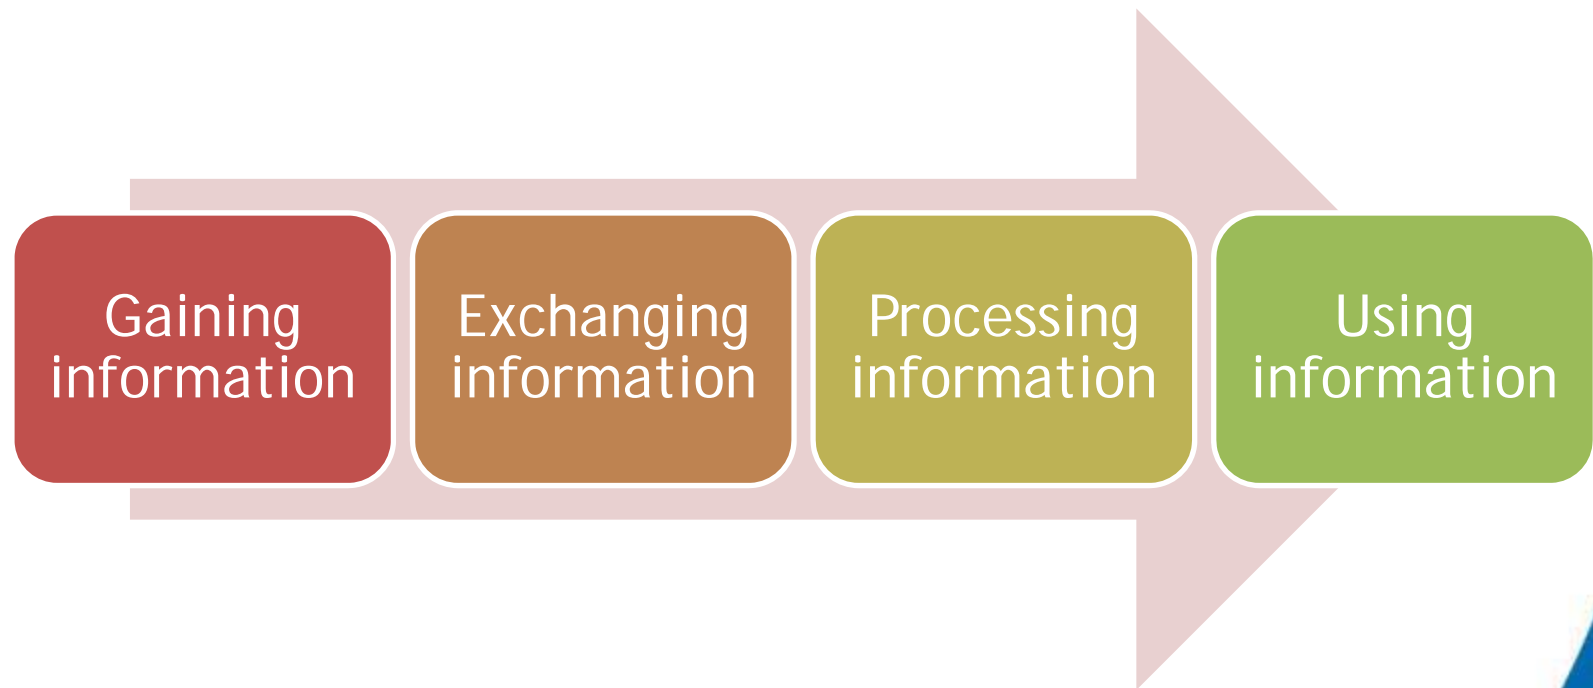 Gaining
information
Exchanging
information
Processing
information
Using
information